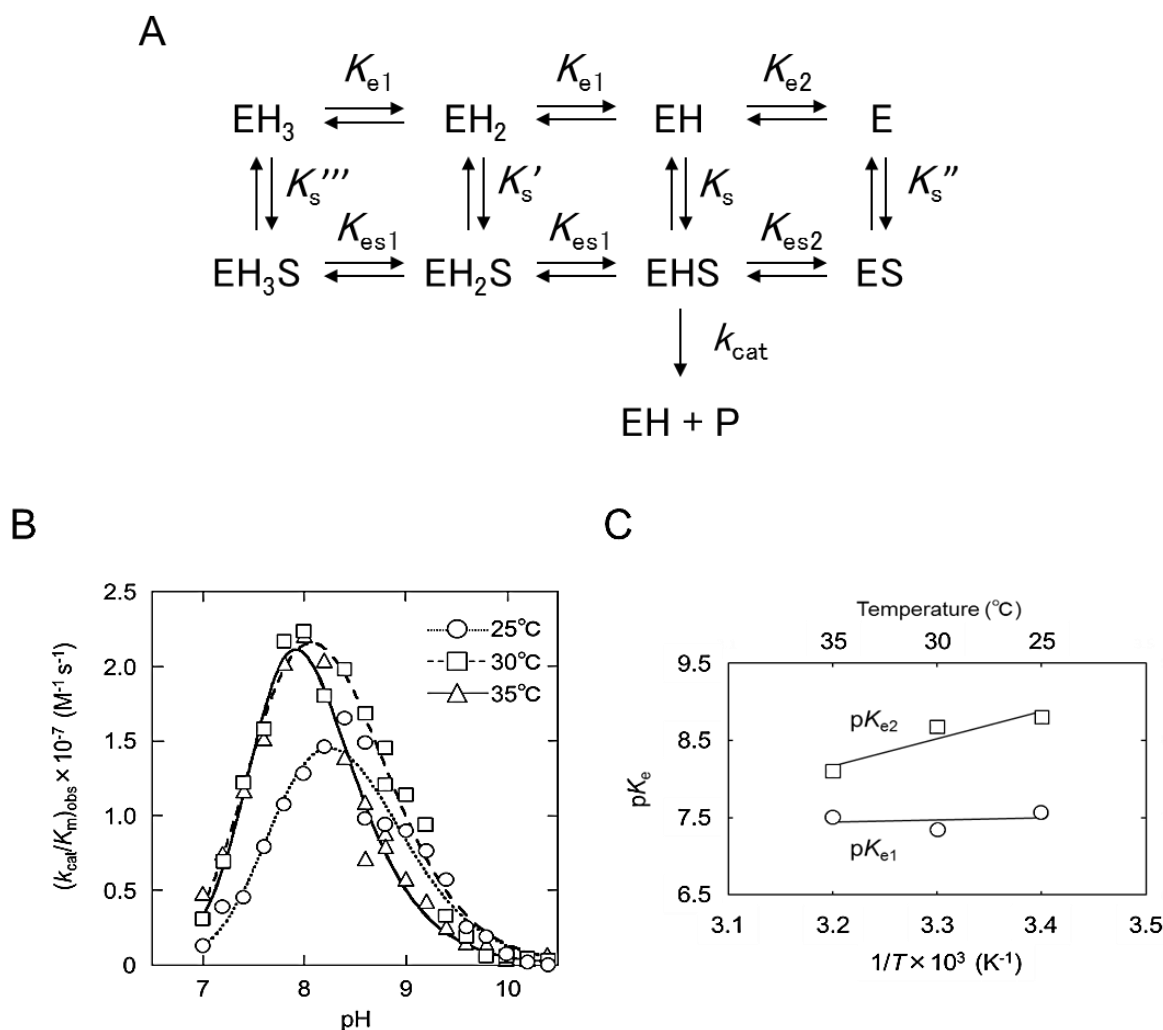 A
Ke1 Ke1 Ke2
EH3 EH2 EH E
Ks''' Ks' Ks Ks''
Kes1 Kes1 Kes2
EH3S EH2S EHS ES
kcat
EH + P
B
C
2.5
2.0
1.5
1.0
0.5
0
(kcat/Km)obs × 10-7 (M-1 s-1)
25℃
30℃
35℃
7 8 9 10
pH
Temperature (℃)
35 30 25
9.5
8.5
7.5
6.5
pKe
pKe2
pKe1
3.1 3.2 3.3 3.4 3.5
1/T × 103 (K-1)